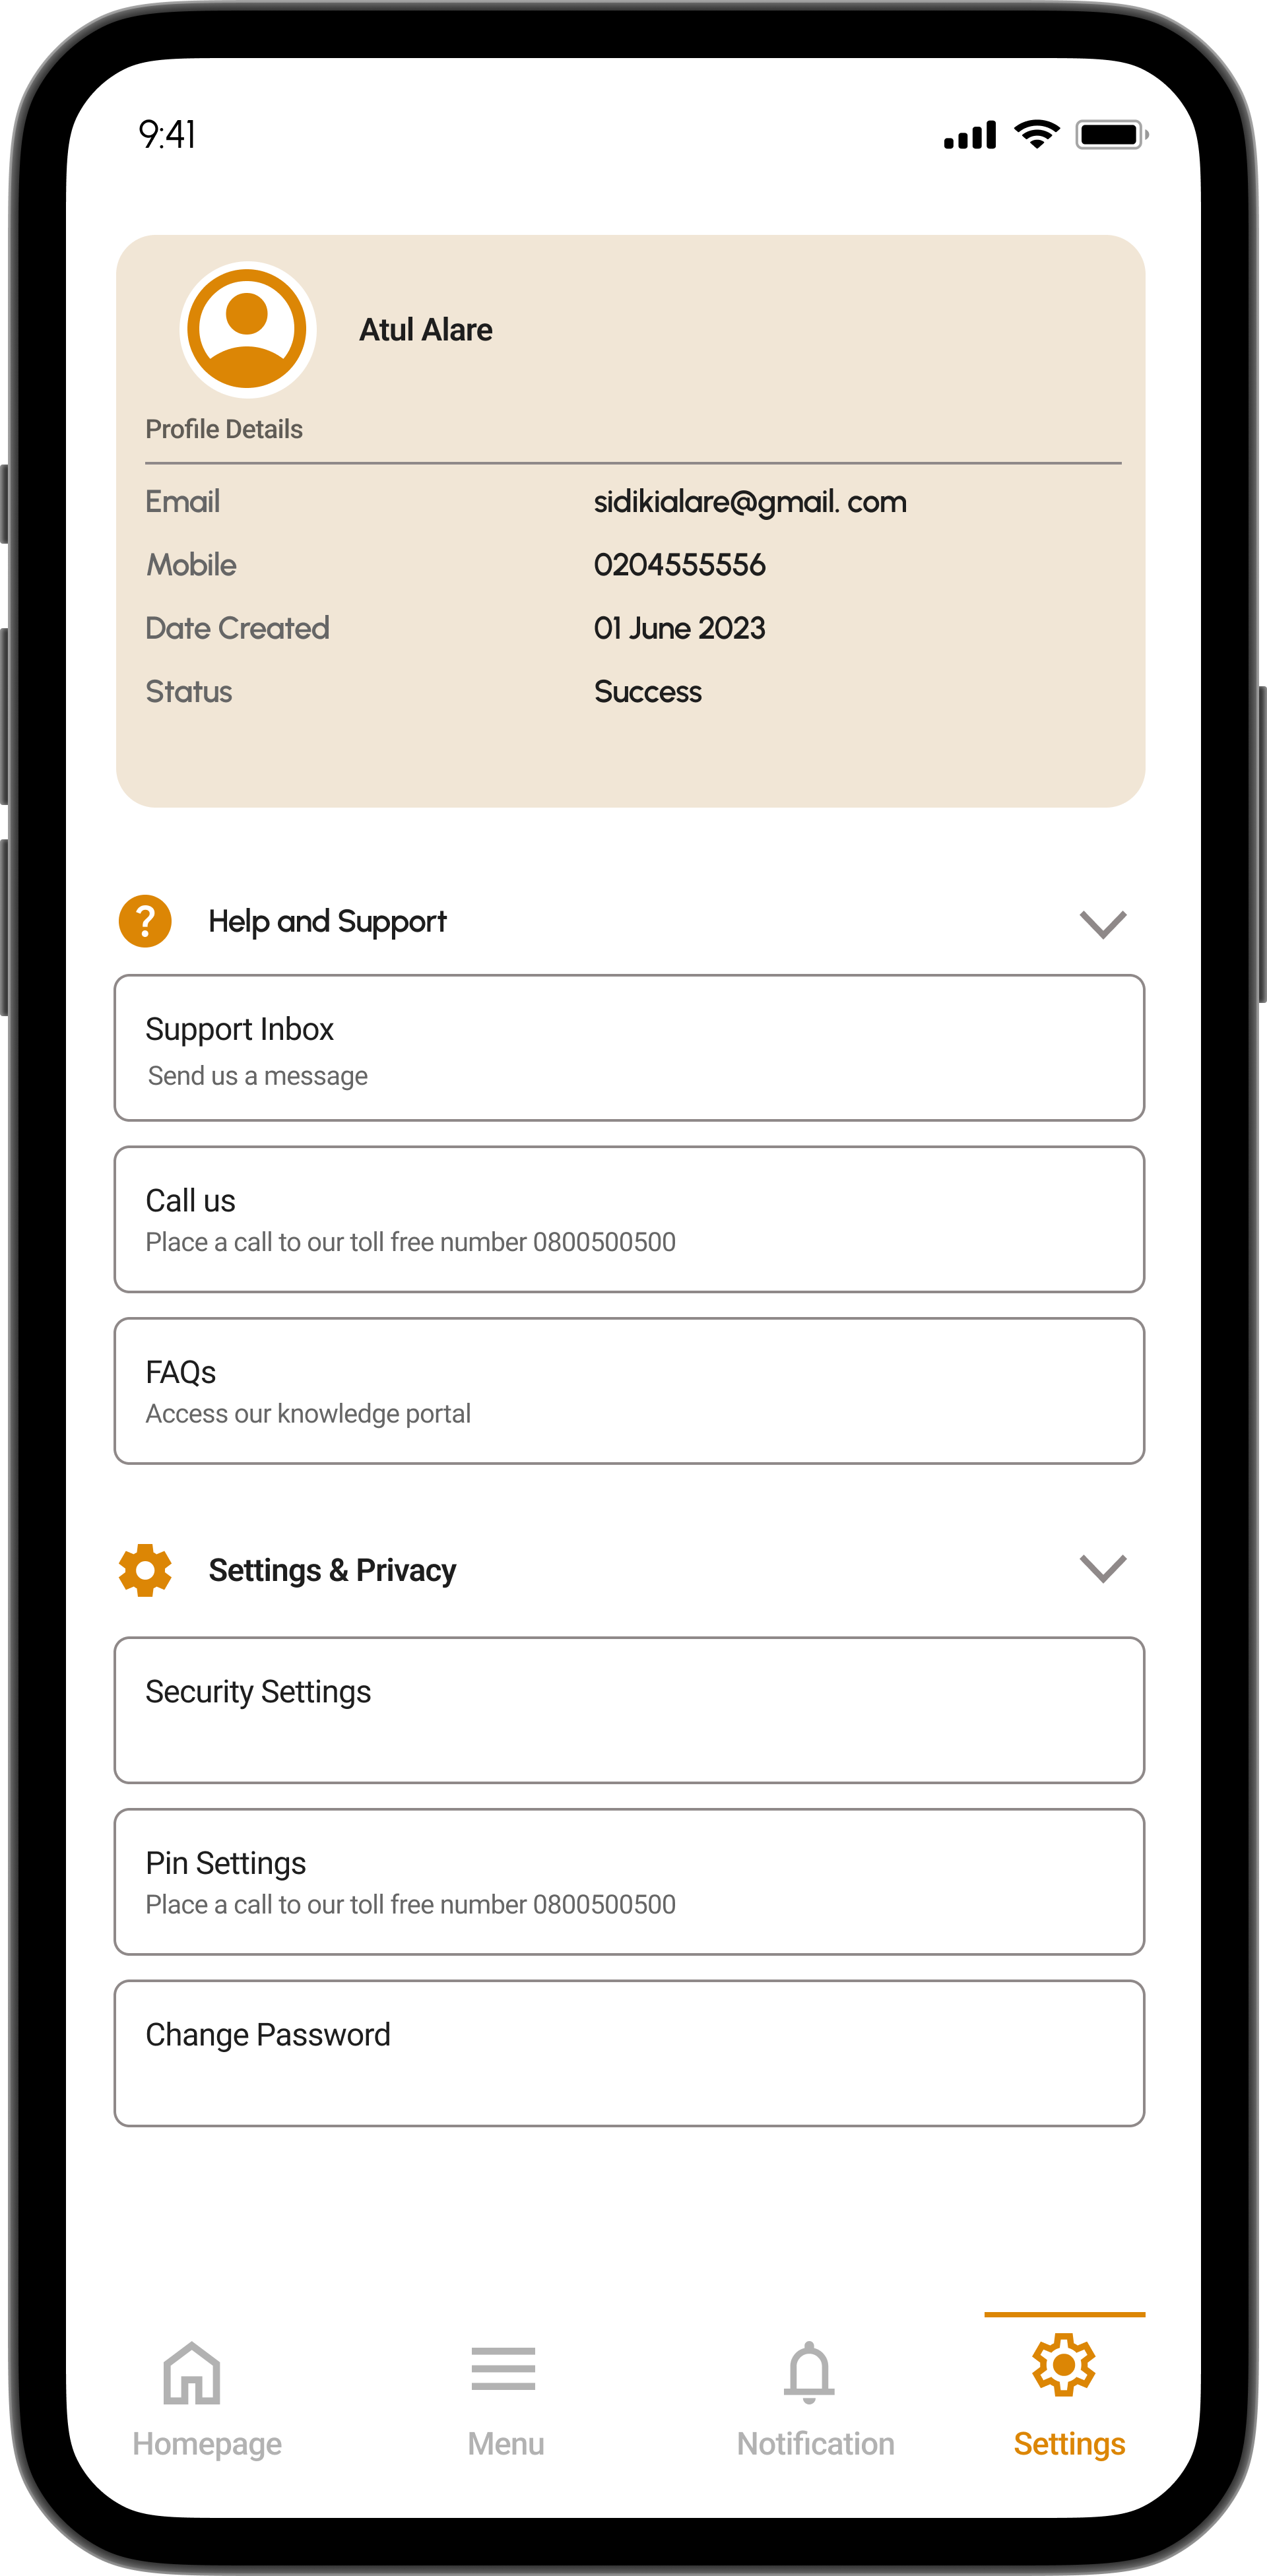 9:41
Atul Alare
Profile Details
Email sidikialare@gmail. com
Mobile 0204555556
Date Created 01 June 2023
Status Success
? Help and Support
Support Inbox
Send us a message
Call us
Place a call to our toll free number 0800500500
FAQs
Access our knowledge portal
Settings & Privacy
Security Settings
Pin Settings
Place a call to our toll free number 0800500500
Change Password
Homepage Menu Notification Settings